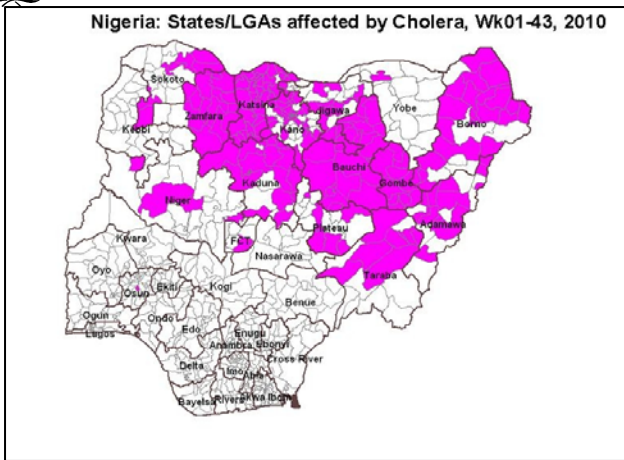 Nigeria: States/LGAs affected by Cholera, Wk01-43, 2010
Sokoto
Katsina
Zamfara
Jigawa
Yobe
Borno
Kebbi
Kano
Bauchi
Gombe
Kaduna
Niger
Adamawa
Plateau
FCT
Kwara
Nasarawa
Taraba
Oyo
Kogi
Ekiti
Osun
Benue
Ogun
Ondo
Edo
Lagos
Enugu
Anambra
Ebonyi
Cross River
Delta
Imo
Abia
Bayelsa
Rivers
Akwa Ibom